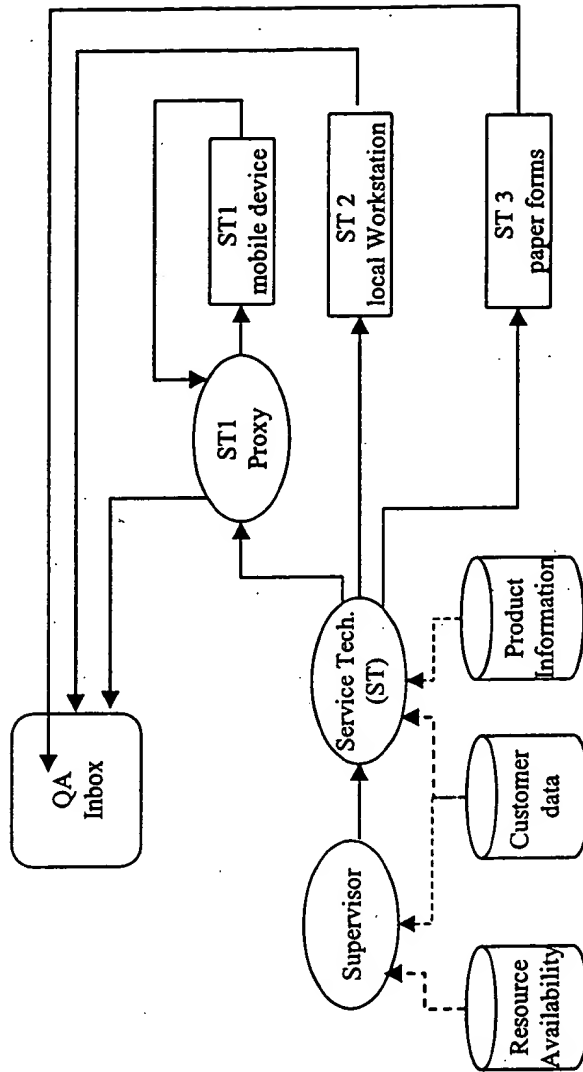 QA
Inbox
ST1
Proxy
ST1
mobile device
ST 2
local Workstation
ST 3
paper forms
Supervisor
Service Tech.
(ST)
Resource
Availability
Customer
data
Product
Information